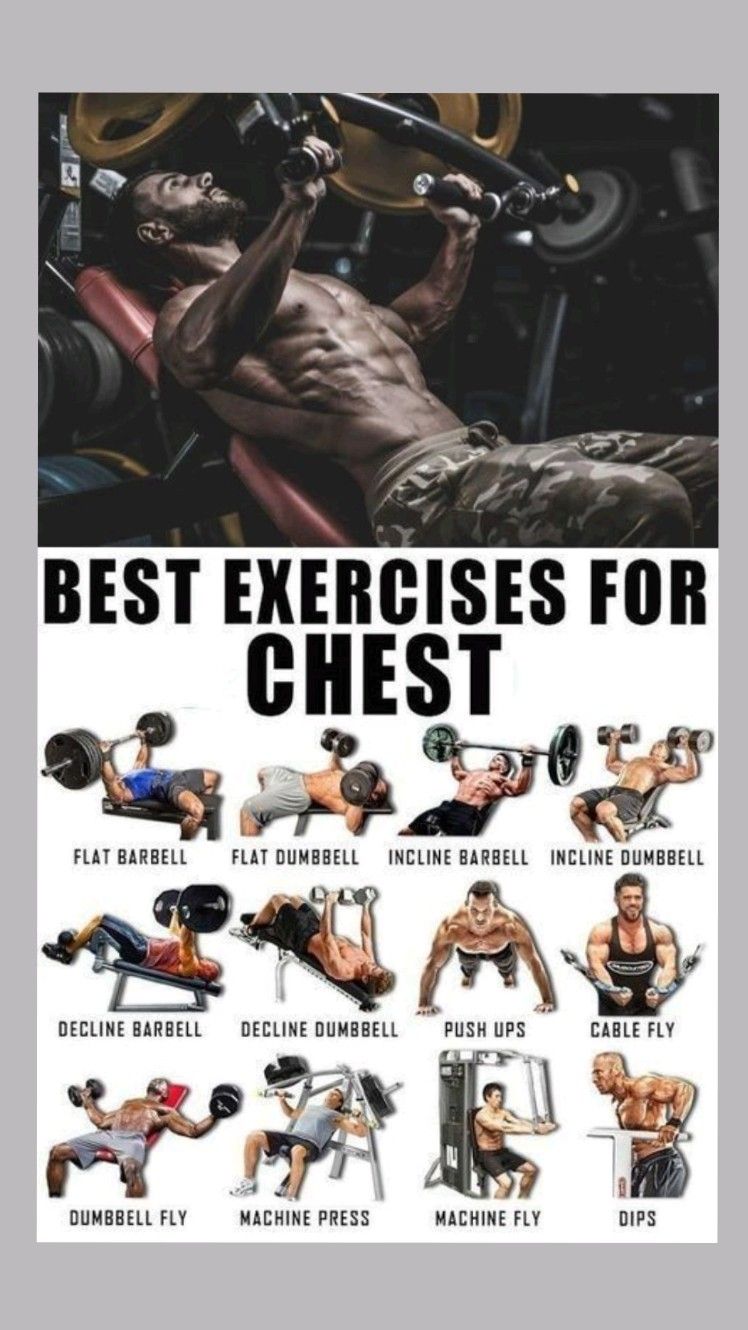 BEST EXERCISES FOR
CHEST
FLAT BARBELL
FLAT DUMBBELL
INCLINE BARBELL
INCLINE DUMBBELL
DECLINE BARBELL
DECLINE DUMBBELL
PUSH UPS
CABLE FLY
DUMBBELL FLY
MACHINE PRESS
MACHINE FLY
DIPS